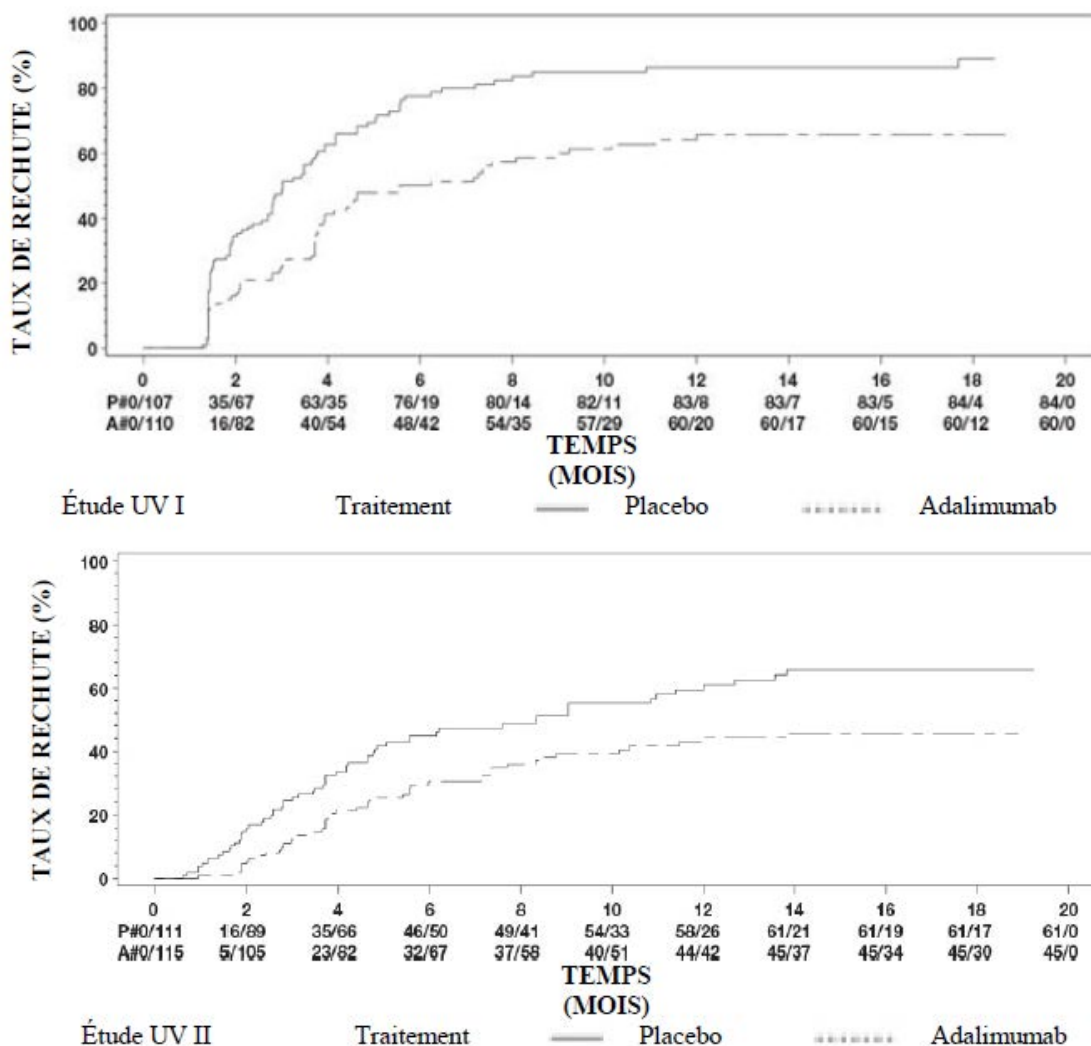 TAUX DE RECHUTE (%)
100
80
60
40
20
0
0 2 4 6 8 10 12 14 16 18 20
P#0/107 35/67 63/35 76/19 80/14 82/11 83/8 83/7 83/5 84/4 84/0
A#0/110 16/82 40/54 48/42 54/35 57/29 60/20 60/17 60/15 60/12 60/0
TEMPS
(MOIS)
Étude UV I Traitement Placebo Adalimumab
TAUX DE RECHUTE (%)
100
80
60
40
20
0
0 2 4 6 8 10 12 14 16 18 20
P#0/111 16/89 35/66 46/50 49/41 54/33 58/26 61/21 61/19 61/17 61/0
A#0/115 5/105 23/82 32/67 37/58 40/51 44/42 45/37 45/34 45/30 45/0
TEMPS
(MOIS)
Étude UV II Traitement Placebo Adalimumab